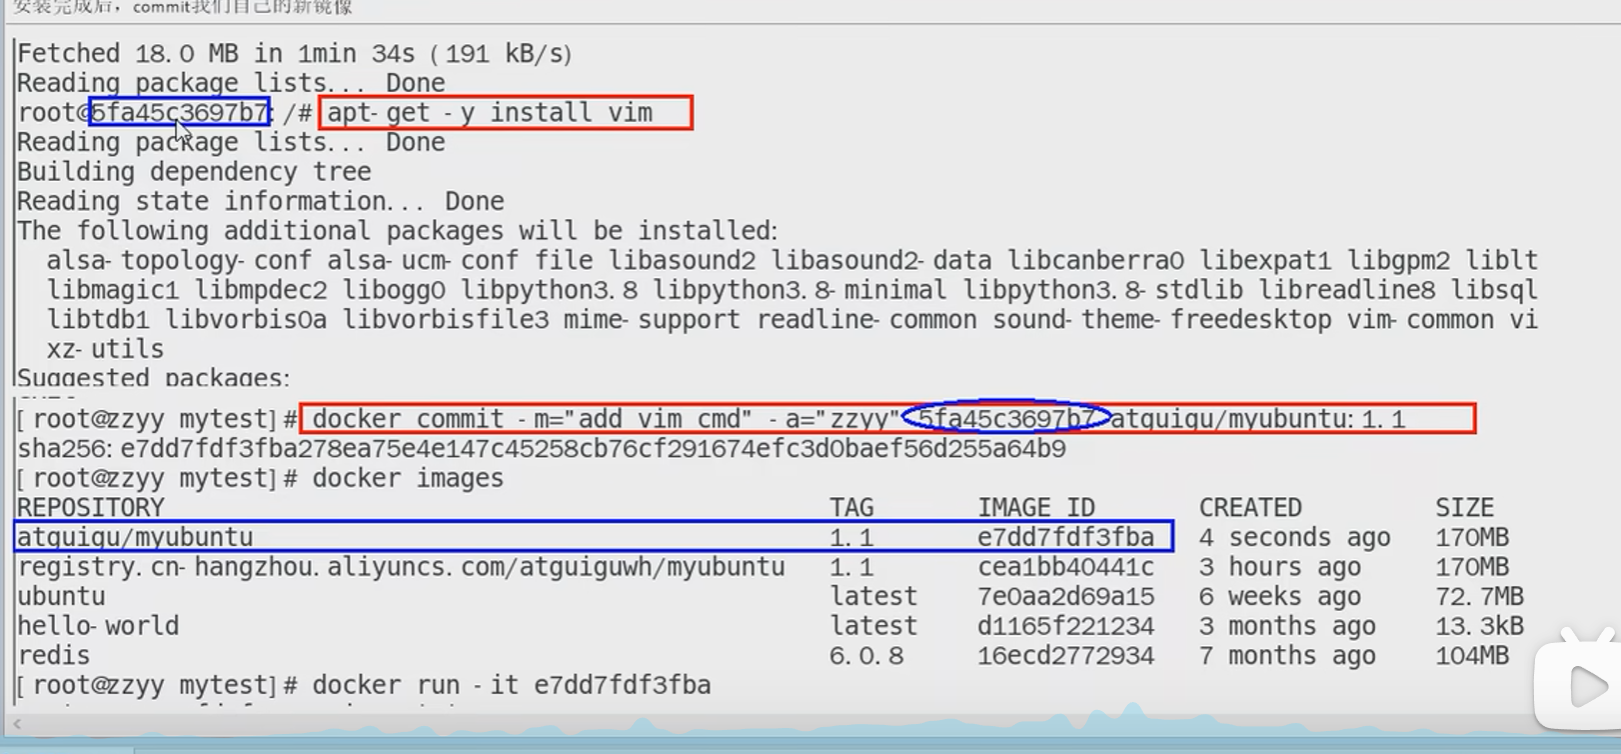 安装完成后，commit我们自己的新镜像
Fetched 18.0 MB in 1min 34s (191 kB/s)
Reading package lists... Done
root@5fa45c3697b7:/# apt-get -y install vim
Reading package lists... Done
Building dependency tree
Reading state information... Done
The following additional packages will be installed:
alsa-topology-conf alsa-ucm-conf file libasound2 libasound2-data libcanberra0 libexpat1 libgpm2 liblt
libmagic1 libmpdec2 libogg0 libpython3.8 libpython3.8-minimal libpython3.8-stdlib libreadline8 libsql
libtdb1 libvorbis0a libvorbisfile3 mime-support readline-common sound-theme-freedesktop vim-common vi
xz-utils
Suggested packages:
[root@zzyy mytest]# docker commit -m="add vim cmd" -a="zzyy" 5fa45c3697b7 atguigu/myubuntu:1.1
sha256:e7dd7fdf3fba278ea75e4e147c45258cb76cf291674efc3d0baef56d255a64b9
[root@zzyy mytest]# docker images
REPOSITORY TAG IMAGE ID CREATED SIZE
atguigu/myubuntu 1.1 e7dd7fdf3fba 4 seconds ago 170MB
registry.cn-hangzhou.aliyuncs.com/atguiguwh/myubuntu 1.1 cea1bb40441c 3 hours ago 170MB
ubuntu latest 7e0aa2d69a15 6 weeks ago 72.7MB
hello-world latest d1165f221234 3 months ago 13.3kB
redis 6.0.8 16ecd2772934 7 months ago 104MB
[root@zzyy mytest]# docker run -it e7dd7fdf3fba